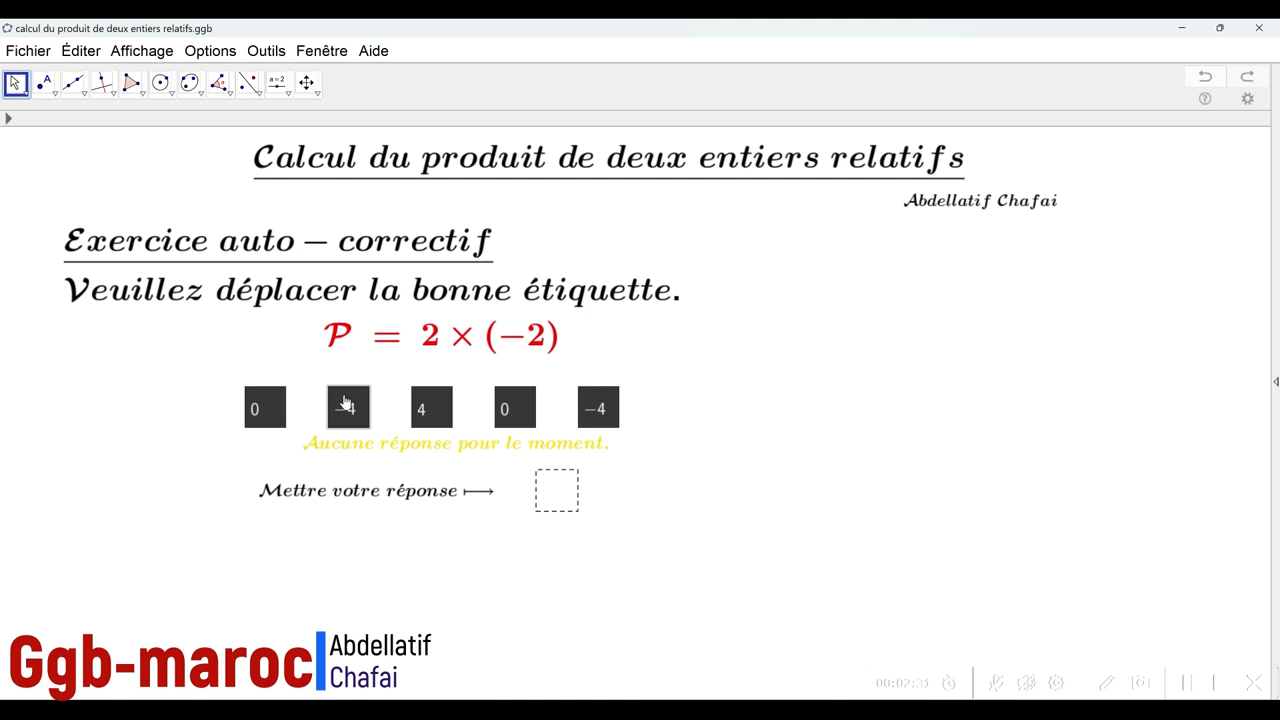 calcul du produit de deux entiers relatifs.ggb
Fichier Éditer Affichage Options Outils Fenêtre Aide
A a=2
Calcul du produit de deux entiers relatifs
Abdellatif Chafai
Exercice auto – correctif
Veuillez déplacer la bonne étiquette.
P = 2 × (−2)
0 −4 4 0 −4
Aucune réponse pour le moment.
Mettre votre réponse ⟼
Ggb-maroc
Abdellatif
Chafai